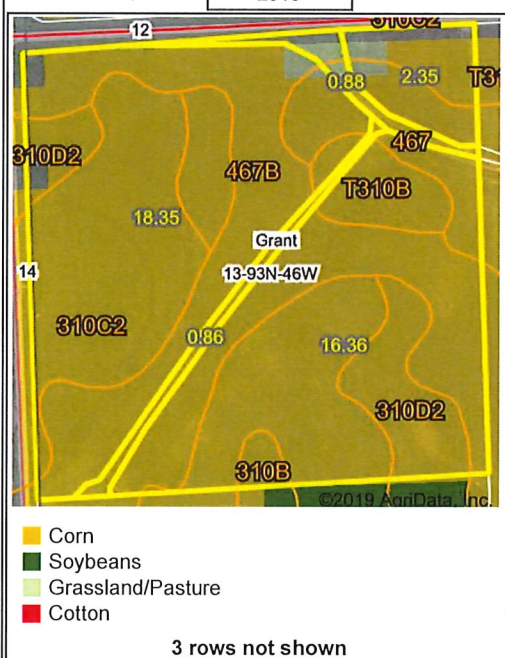 12
310C2
0.88
2.35
310D2
467
467B
T310B
18.35
Grant
14
13-93N-46W
310C2
0.86
16.36
310D2
310B
©2019 AgriData, Inc.
Corn
Soybeans
Grassland/Pasture
Cotton
3 rows not shown